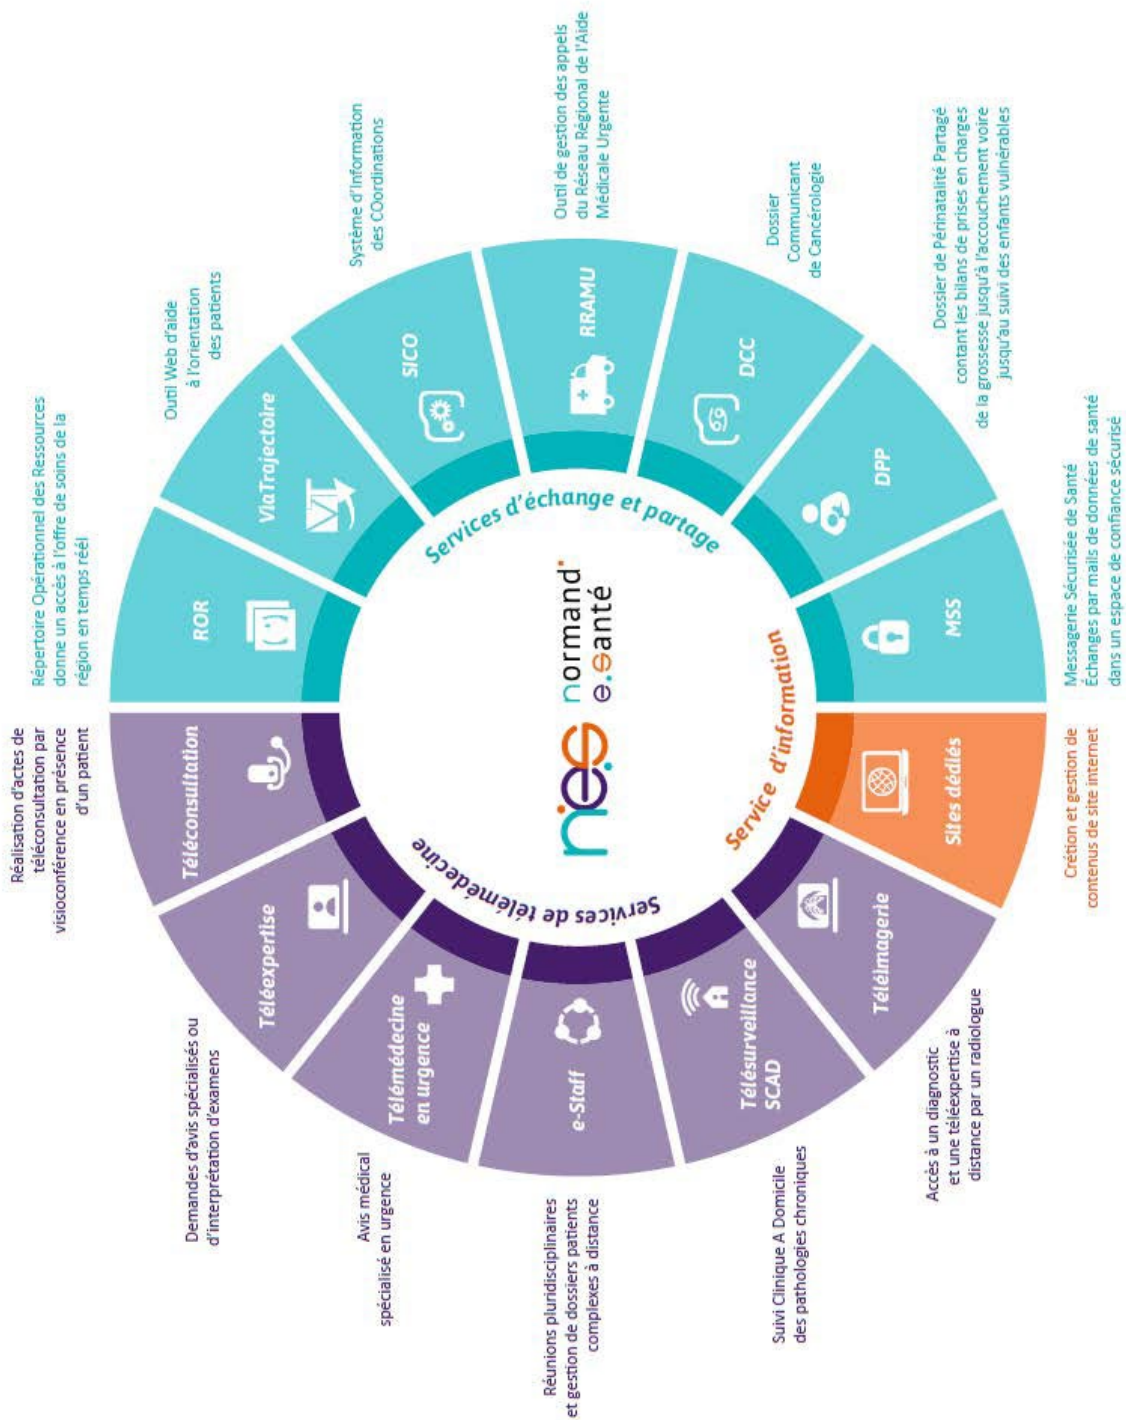 Répertoire Opérationnel des Ressources
donne un accès à l'offre de soins de la
région en temps réèl
ROR
Outil Web d'aide
à l'orientation
des patients
ViaTrajectoire
Système d'Information
des COordinations
SICO
Outil de gestion des appels
du Réseau Régional de l'Aide
Médicale Urgente
RRAMU
Dossier
Communicant
de Cancérologie
DCC
Dossier de Périnatalité Partagé
contant les bilans de prises en charges
de la grossesse jusqu'à l'accouchement voire
jusqu'au suivi des enfants vulnérables
DPP
Messagerie Sécurisée de Santé
Échanges par mails de données de santé
dans un espace de confiance sécurisé
MSS
Services d'échange et partage
nes normand
e.santé
Service d'information
Sites dédiés
Crétion et gestion de
contenus de site internet
Services de télémédecine
Réalisation d'actes de
téléconsultation par
visioconférence en présence
d'un patient
Téléconsultation
Demandes d'avis spécialisés ou
d'interprétation d'examens
Téléexpertise
Avis médical
spécialisé en urgence
Télémédecine
en urgence
Réunions pluridisciplinaires
et gestion de dossiers patients
complexes à distance
e-Staff
Suivi Clinique A Domicile
des pathologies chroniques
Télésurveillance
SCAD
Accès à un diagnostic
et une téléexpertise à
distance par un radiologue
TéléImagerie